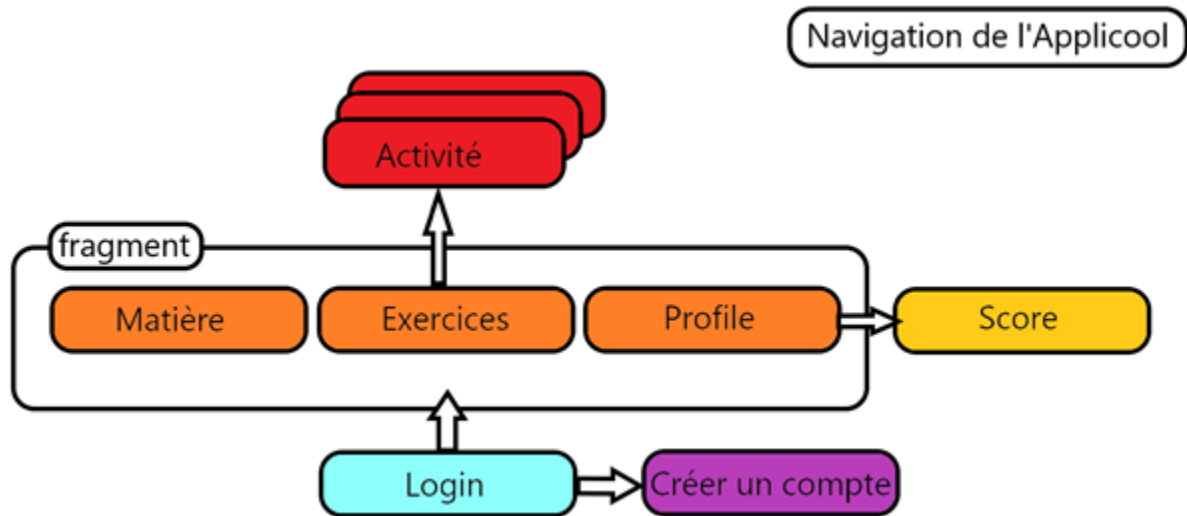 Navigation de l'Applicool
Activité
fragment
Matière
Exercices
Profile
Score
Login
Créer un compte